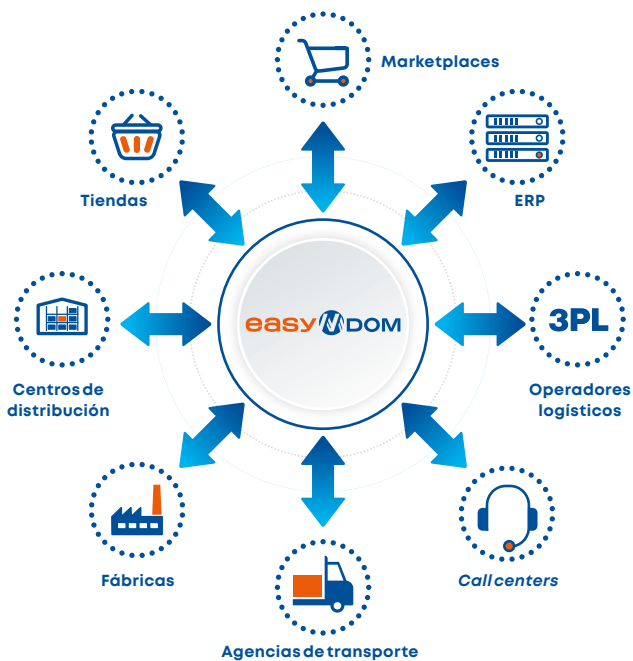 Marketplaces
Tiendas
ERP
easy DOM
3PL
Centros de
distribución
Operadores
logísticos
Fábricas
Call centers
Agencias de transporte